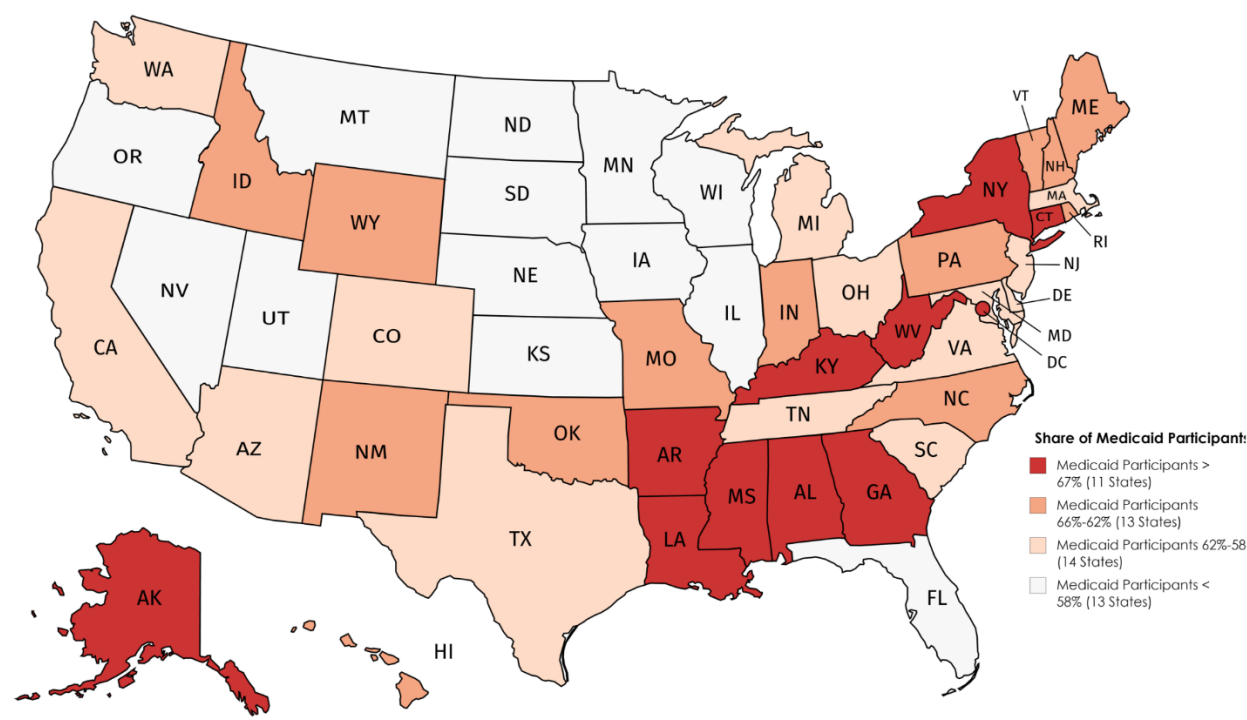 WA
MT
ND
MN
OR
ID
SD
WI
WY
MI
NV
NE
IA
UT
CO
KS
IL
IN
OH
CA
MO
KY
WV
VA
AZ
NM
OK
AR
TN
NC
SC
TX
LA
MS
AL
GA
FL
AK
HI
VT
ME
NH
NY
MA
CT
RI
PA
NJ
DE
MD
DC
Share of Medicaid Participants
Medicaid Participants >
67% (11 States)
Medicaid Participants
66%-62% (13 States)
Medicaid Participants 62%-58
(14 States)
Medicaid Participants <
58% (13 States)